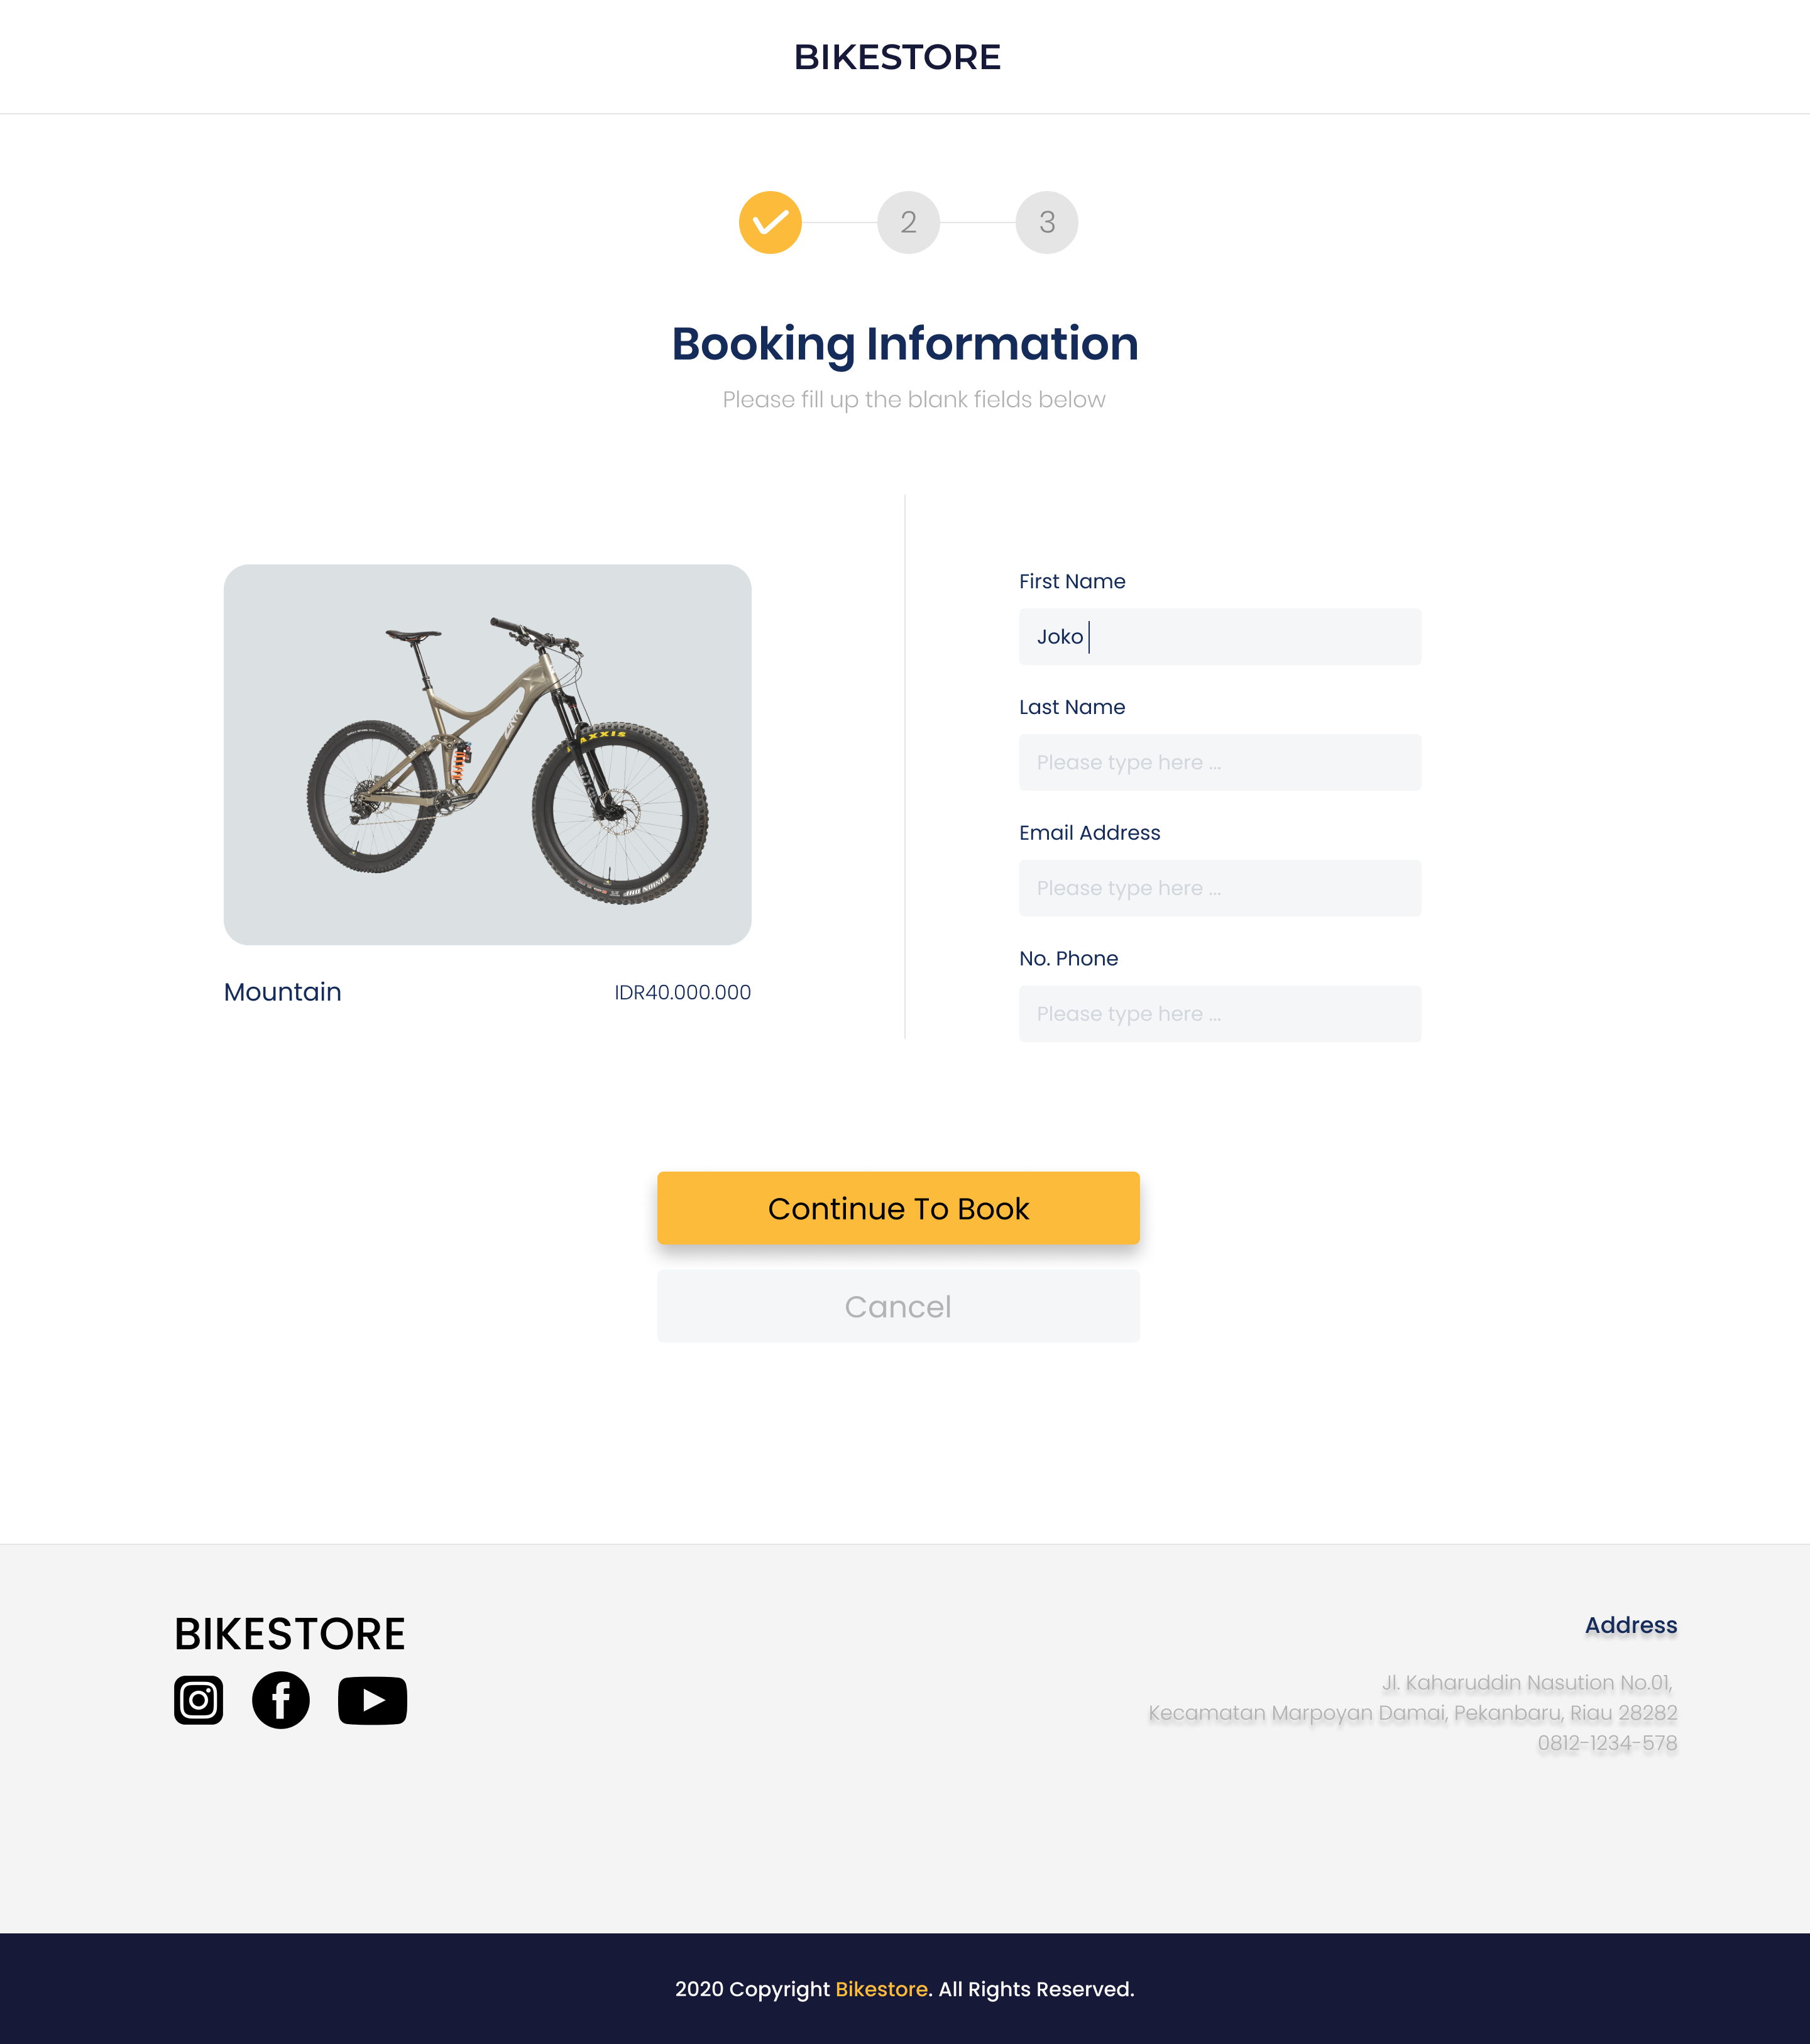 BIKESTORE
2
3
Booking Information
Please fill up the blank fields below
AXXIS
MINION DHF
Mountain
IDR40.000.000
First Name
Joko
Last Name
Please type here ...
Email Address
Please type here ...
No. Phone
Please type here ...
Continue To Book
Cancel
BIKESTORE
Address
Jl. Kaharuddin Nasution No.01,
Kecamatan Marpoyan Damai, Pekanbaru, Riau 28282
0812-1234-578
2020 Copyright Bikestore. All Rights Reserved.